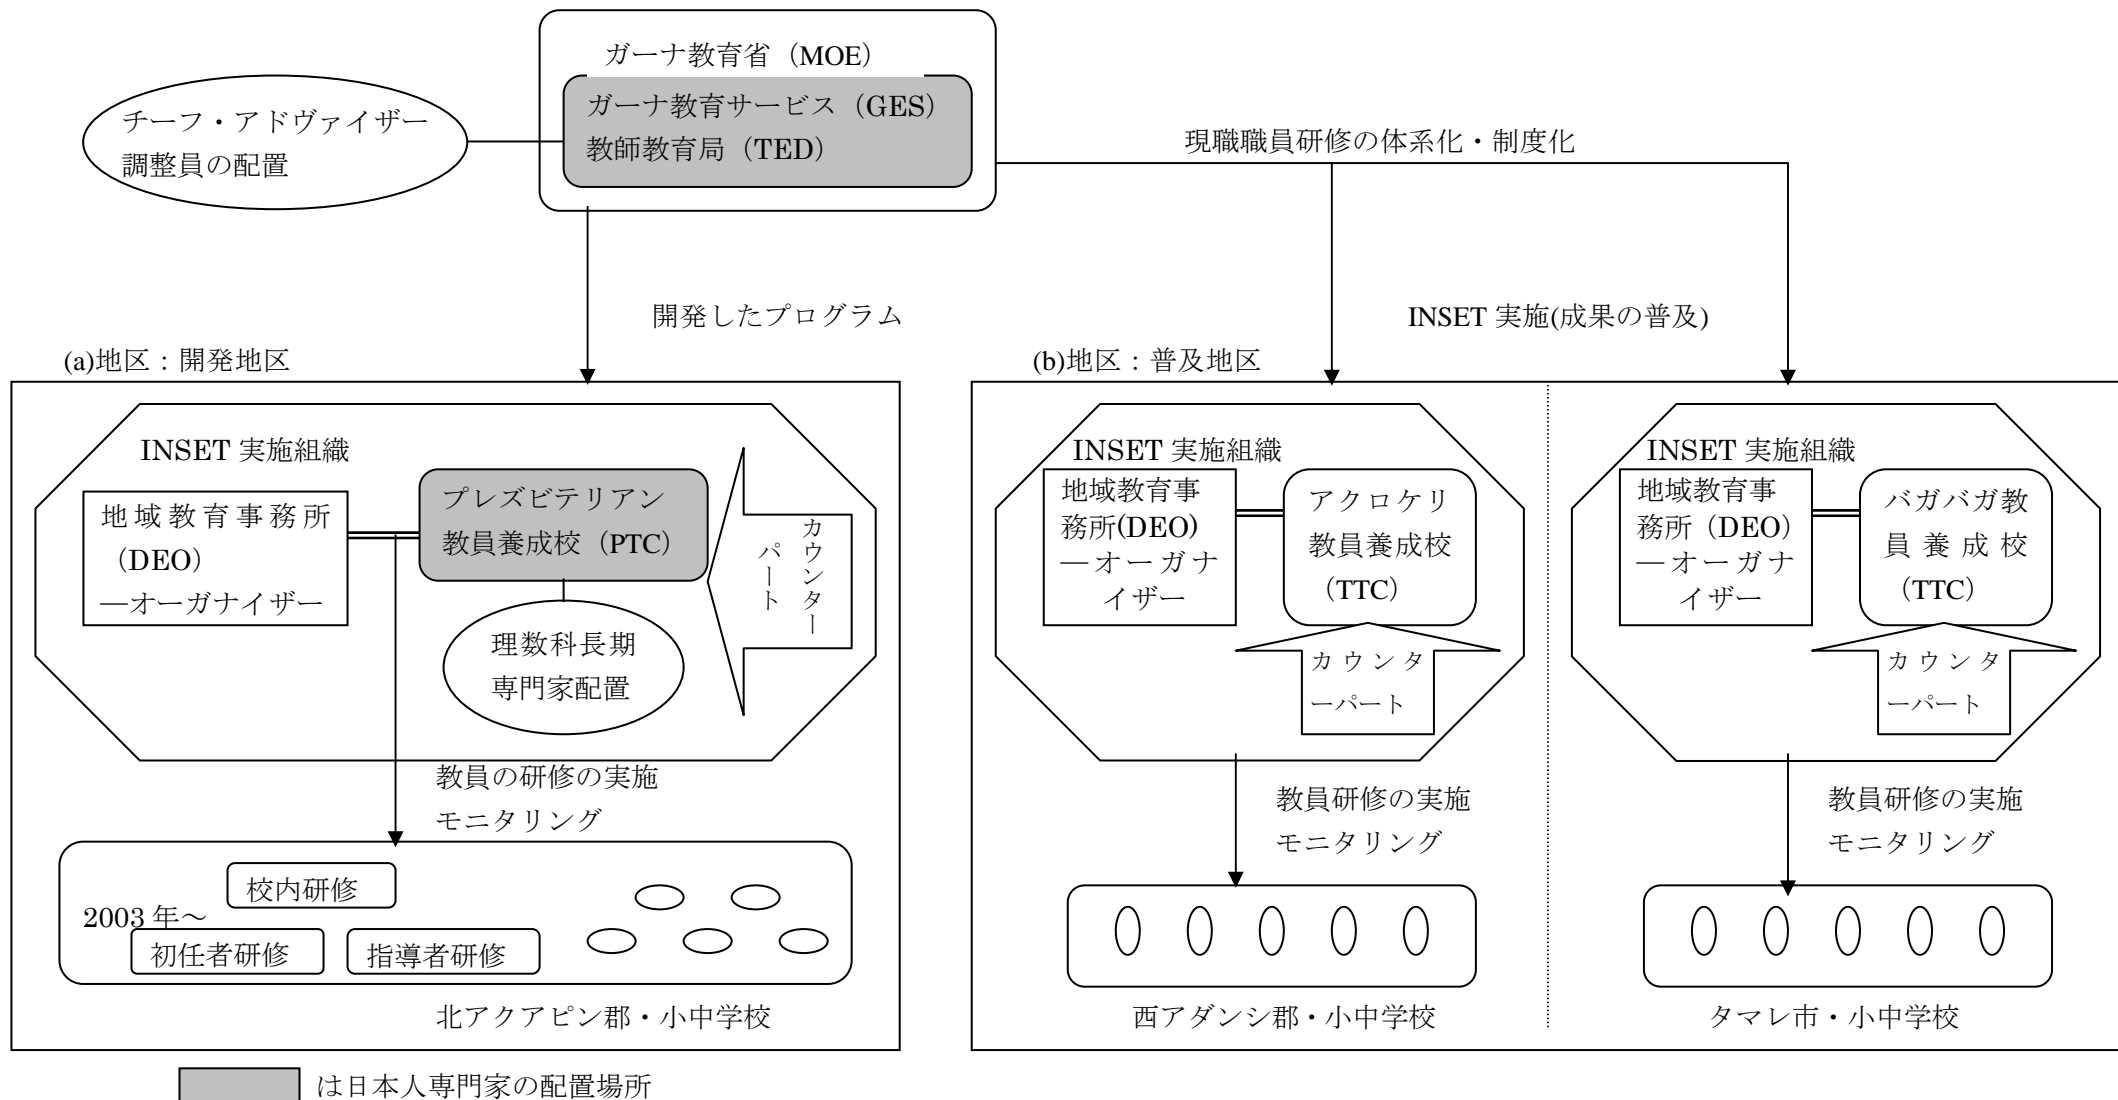 ガーナ教育省（MOE）
ガーナ教育サービス（GES）
教師教育局（TED）
チーフ・アドヴァイザー
調整員の配置
現職職員研修の体系化・制度化
開発したプログラム
INSET 実施(成果の普及)
(a)地区：開発地区
INSET 実施組織
地域教育事務所
（DEO）
―オーガナイザー
プレズビテリアン
教員養成校（PTC）
理数科長期
専門家配置
カウンター
パート
教員の研修の実施
モニタリング
校内研修
2003 年～
初任者研修
指導者研修
北アクアピン郡・小中学校
(b)地区：普及地区
INSET 実施組織
地域教育事
務所(DEO)
―オーガナ
イザー
アクロケリ
教員養成校
（TTC）
カウンタ
ーパート
教員研修の実施
モニタリング
西アダンシ郡・小中学校
INSET 実施組織
地域教育事
務所（DEO）
―オーガナ
イザー
バガバガ教
員養成校
（TTC）
カウンタ
ーパート
教員研修の実施
モニタリング
タマレ市・小中学校
は日本人専門家の配置場所